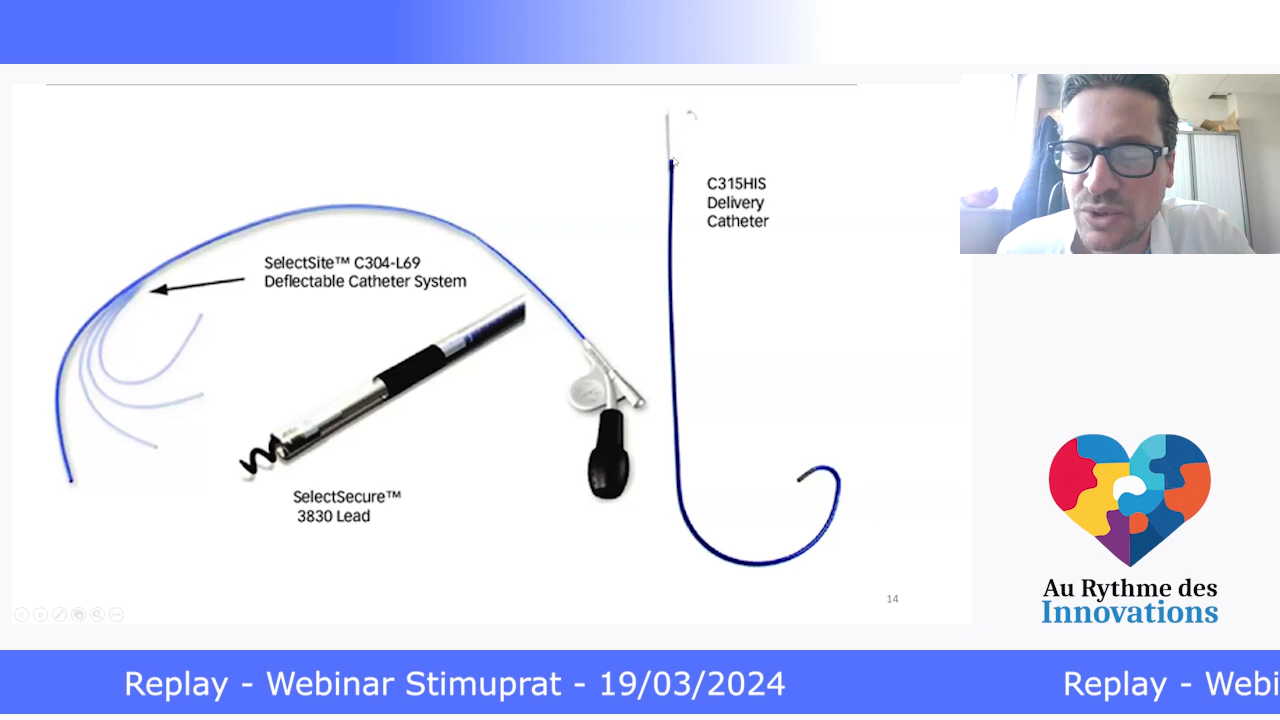 C315HIS
Delivery
Catheter
SelectSite™ C304-L69
Deflectable Catheter System
SelectSecure™
3830 Lead
14
Au Rythme des
Innovations
Replay - Webinar Stimuprat - 19/03/2024
Replay - Webi